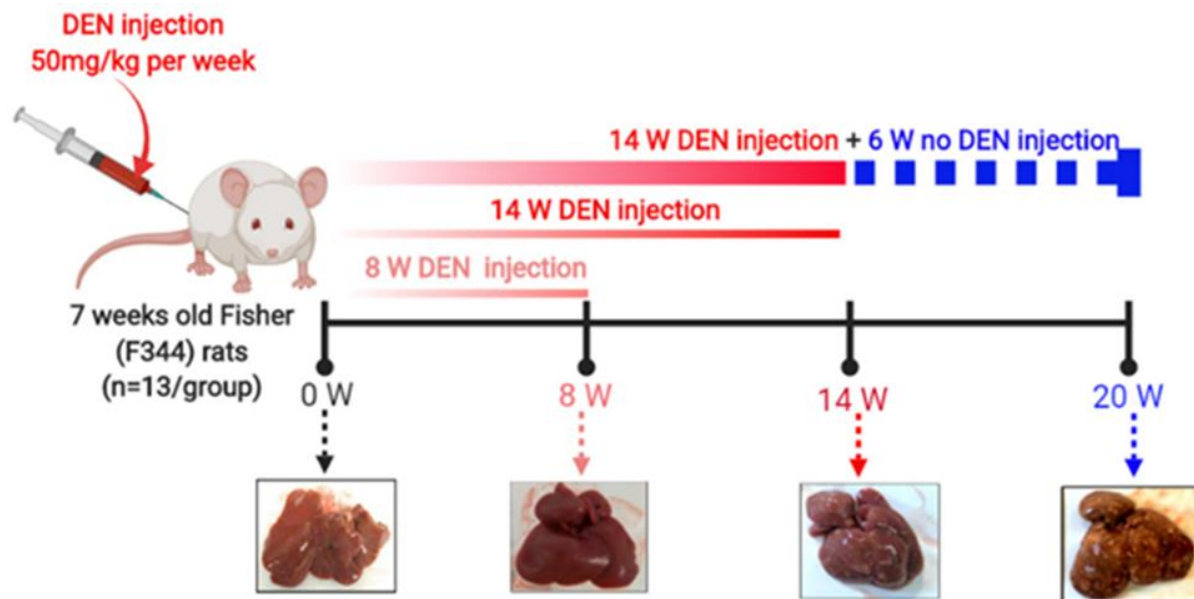 DEN injection
50mg/kg per week
14 W DEN injection + 6 W no DEN injection
14 W DEN injection
8 W DEN injection
7 weeks old Fisher
(F344) rats
(n=13/group)
0 W
8 W
14 W
20 W